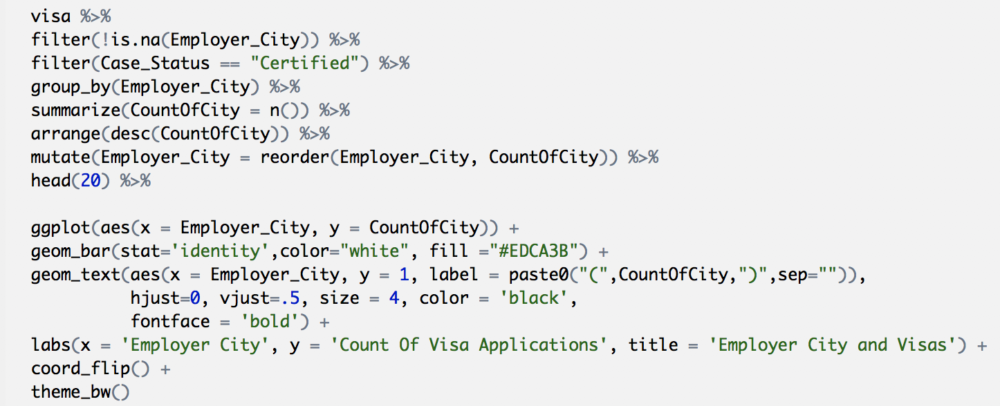 visa %>%
filter(!is.na(Employer_City)) %>%
filter(Case_Status == "Certified") %>%
group_by(Employer_City) %>%
summarize(CountOfCity = n()) %>%
arrange(desc(CountOfCity)) %>%
mutate(Employer_City = reorder(Employer_City, CountOfCity)) %>%
head(20) %>%

ggplot(aes(x = Employer_City, y = CountOfCity)) +
geom_bar(stat='identity',color="white", fill ="#EDCA3B") +
geom_text(aes(x = Employer_City, y = 1, label = paste0("(",CountOfCity,")",sep="")),
          hjust=0, vjust=.5, size = 4, color = 'black',
          fontface = 'bold') +
labs(x = 'Employer City', y = 'Count Of Visa Applications', title = 'Employer City and Visas') +
coord_flip() +
theme_bw()